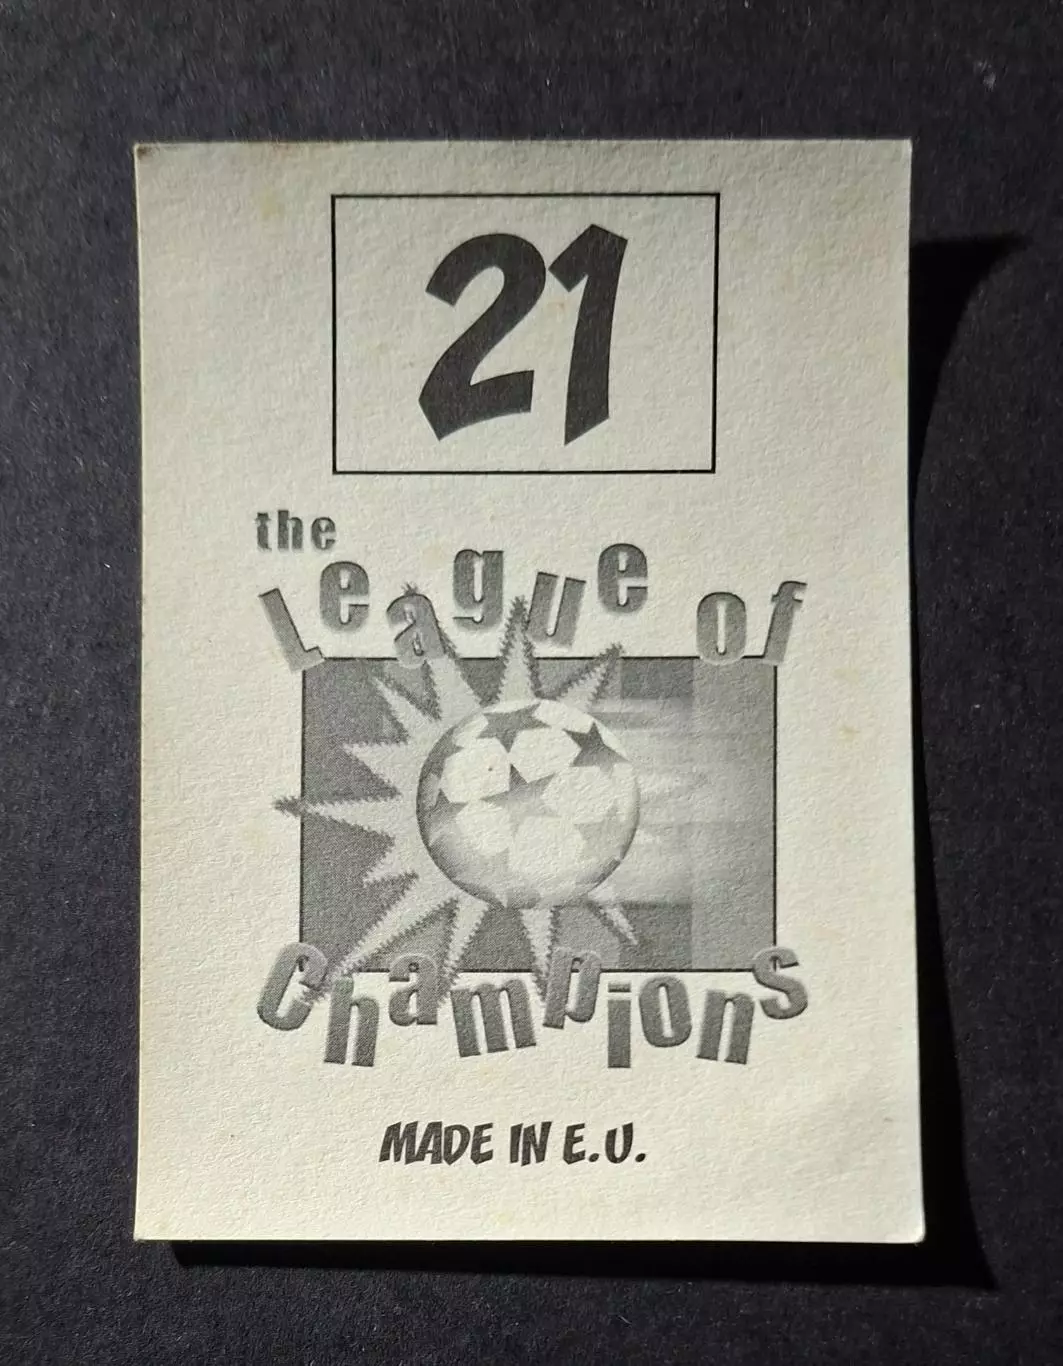 21
the
League of
Champions
MADE IN E.U.